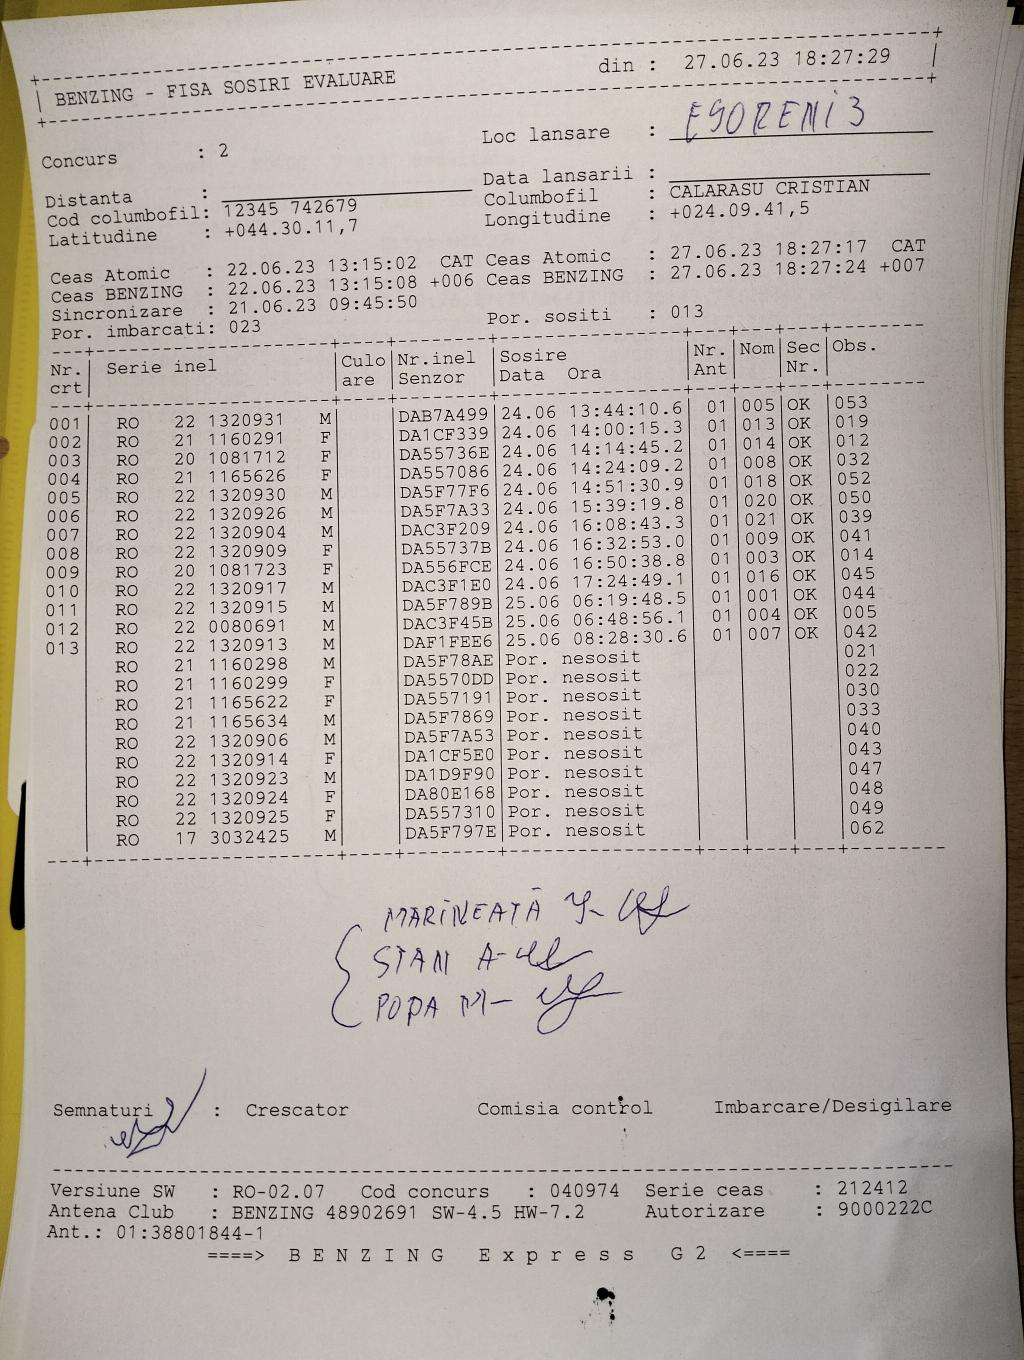 BENZING - FISA SOSIRI EVALUARE din : 27.06.23 18:27:29
Concurs : 2 Loc lansare :
Distanta : Data lansarii :
Cod columbofil: 12345 742679 Columbofil : CALARASU CRISTIAN
Latitudine : +044.30.11,7 Longitudine : +024.09.41,5
Ceas Atomic : 22.06.23 13:15:02 CAT Ceas Atomic : 27.06.23 18:27:17 CAT
Ceas BENZING : 22.06.23 13:15:08 +006 Ceas BENZING : 27.06.23 18:27:24 +007
Sincronizare : 21.06.23 09:45:50
Por. imbarcati: 023 Por. sositi : 013
Nr. Serie inel Culo Nr.inel Sosire Nr. Nom Sec Obs.
crt are Senzor Data Ora Ant Nr.
001 RO 22 1320931 M DAB7A499 24.06 13:44:10.6 01 005 OK 053
002 RO 21 1160291 F DA1CF339 24.06 14:00:15.3 01 013 OK 019
003 RO 20 1081712 F DA55736E 24.06 14:14:45.2 01 014 OK 012
004 RO 21 1165626 F DA557086 24.06 14:24:09.2 01 008 OK 032
005 RO 22 1320930 M DA5F77F6 24.06 14:51:30.9 01 018 OK 052
006 RO 22 1320926 M DA5F7A33 24.06 15:39:19.8 01 020 OK 050
007 RO 22 1320904 M DAC3F209 24.06 16:08:43.3 01 021 OK 039
008 RO 22 1320909 F DA55737B 24.06 16:32:53.0 01 009 OK 041
009 RO 20 1081723 F DA556FCE 24.06 16:50:38.8 01 003 OK 014
010 RO 22 1320917 M DAC3F1E0 24.06 17:24:49.1 01 016 OK 045
011 RO 22 1320915 M DA5F789B 25.06 06:19:48.5 01 001 OK 044
012 RO 22 0080691 M DAC3F45B 25.06 06:48:56.1 01 004 OK 005
013 RO 22 1320913 M DAF1FEE6 25.06 08:28:30.6 01 007 OK 042
RO 21 1160298 M DA5F78AE Por. nesosit 021
RO 21 1160299 F DA5570DD Por. nesosit 022
RO 21 1165622 F DA557191 Por. nesosit 030
RO 21 1165634 M DA5F7869 Por. nesosit 033
RO 22 1320906 M DA5F7A53 Por. nesosit 040
RO 22 1320914 F DA1CF5E0 Por. nesosit 043
RO 22 1320923 M DA1D9F90 Por. nesosit 047
RO 22 1320924 F DA80E168 Por. nesosit 048
RO 22 1320925 F DA557310 Por. nesosit 049
RO 17 3032425 M DA5F797E Por. nesosit 062
MARINEATĂ
STAN A-
POPA M-
Semnaturi : Crescator Comisia control Imbarcare/Desigilare
Versiune SW : RO-02.07 Cod concurs : 040974 Serie ceas : 212412
Antena Club : BENZING 48902691 SW-4.5 HW-7.2 Autorizare : 9000222C
Ant.: 01:38801844-1
====> B E N Z I N G E x p r e s s G 2 <====